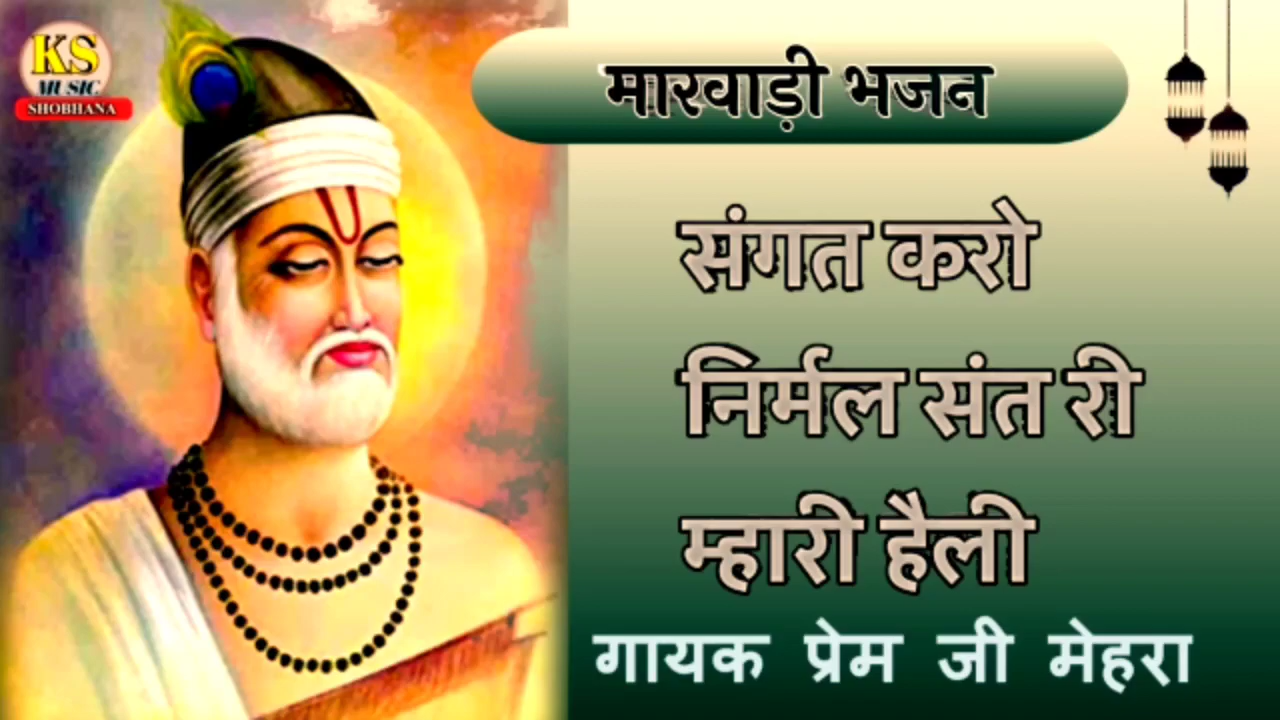 KS
MUSIC
SHOBHANA
मारवाड़ी भजन
संगत करो
निर्मल संत री
म्हारी हैली
गायक प्रेम जी मेहरा